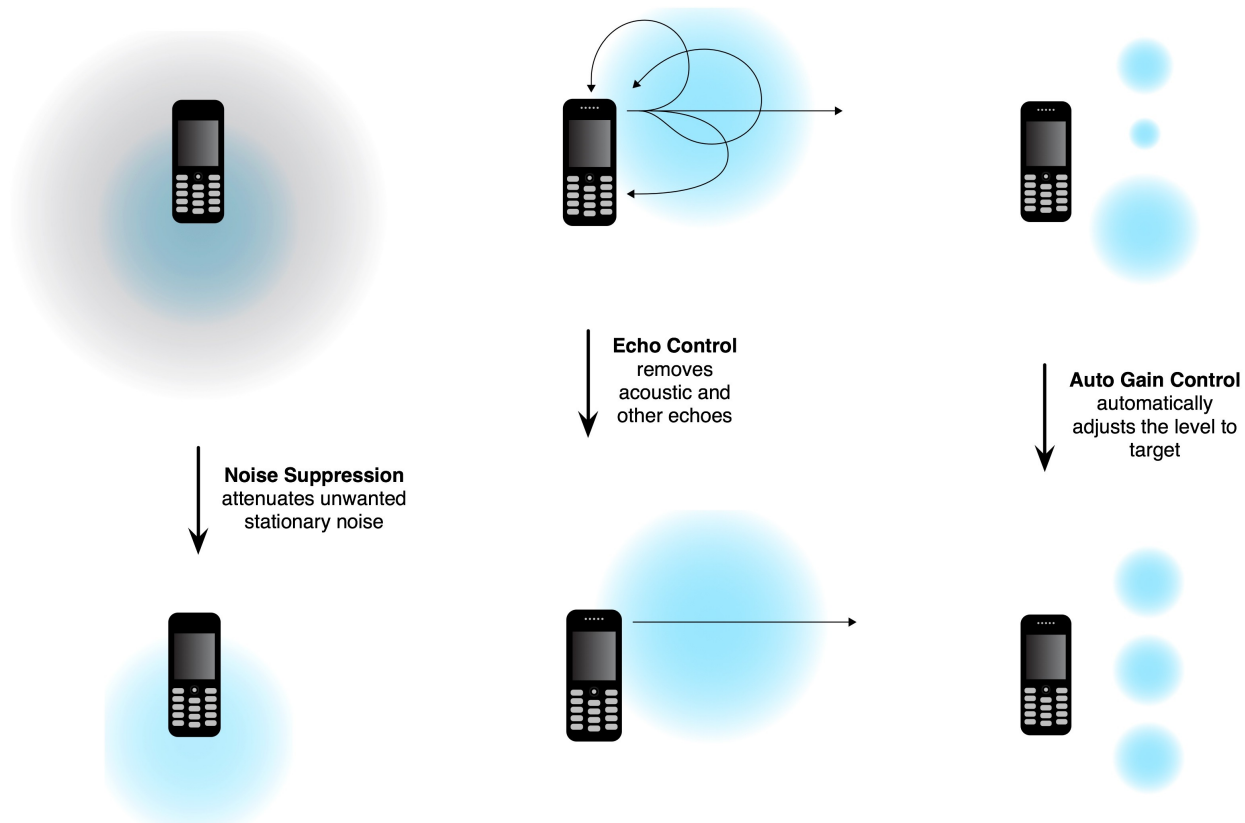 Noise Suppression
attenuates unwanted
stationary noise
Echo Control
removes
acoustic and
other echoes
Auto Gain Control
automatically
adjusts the level to
target